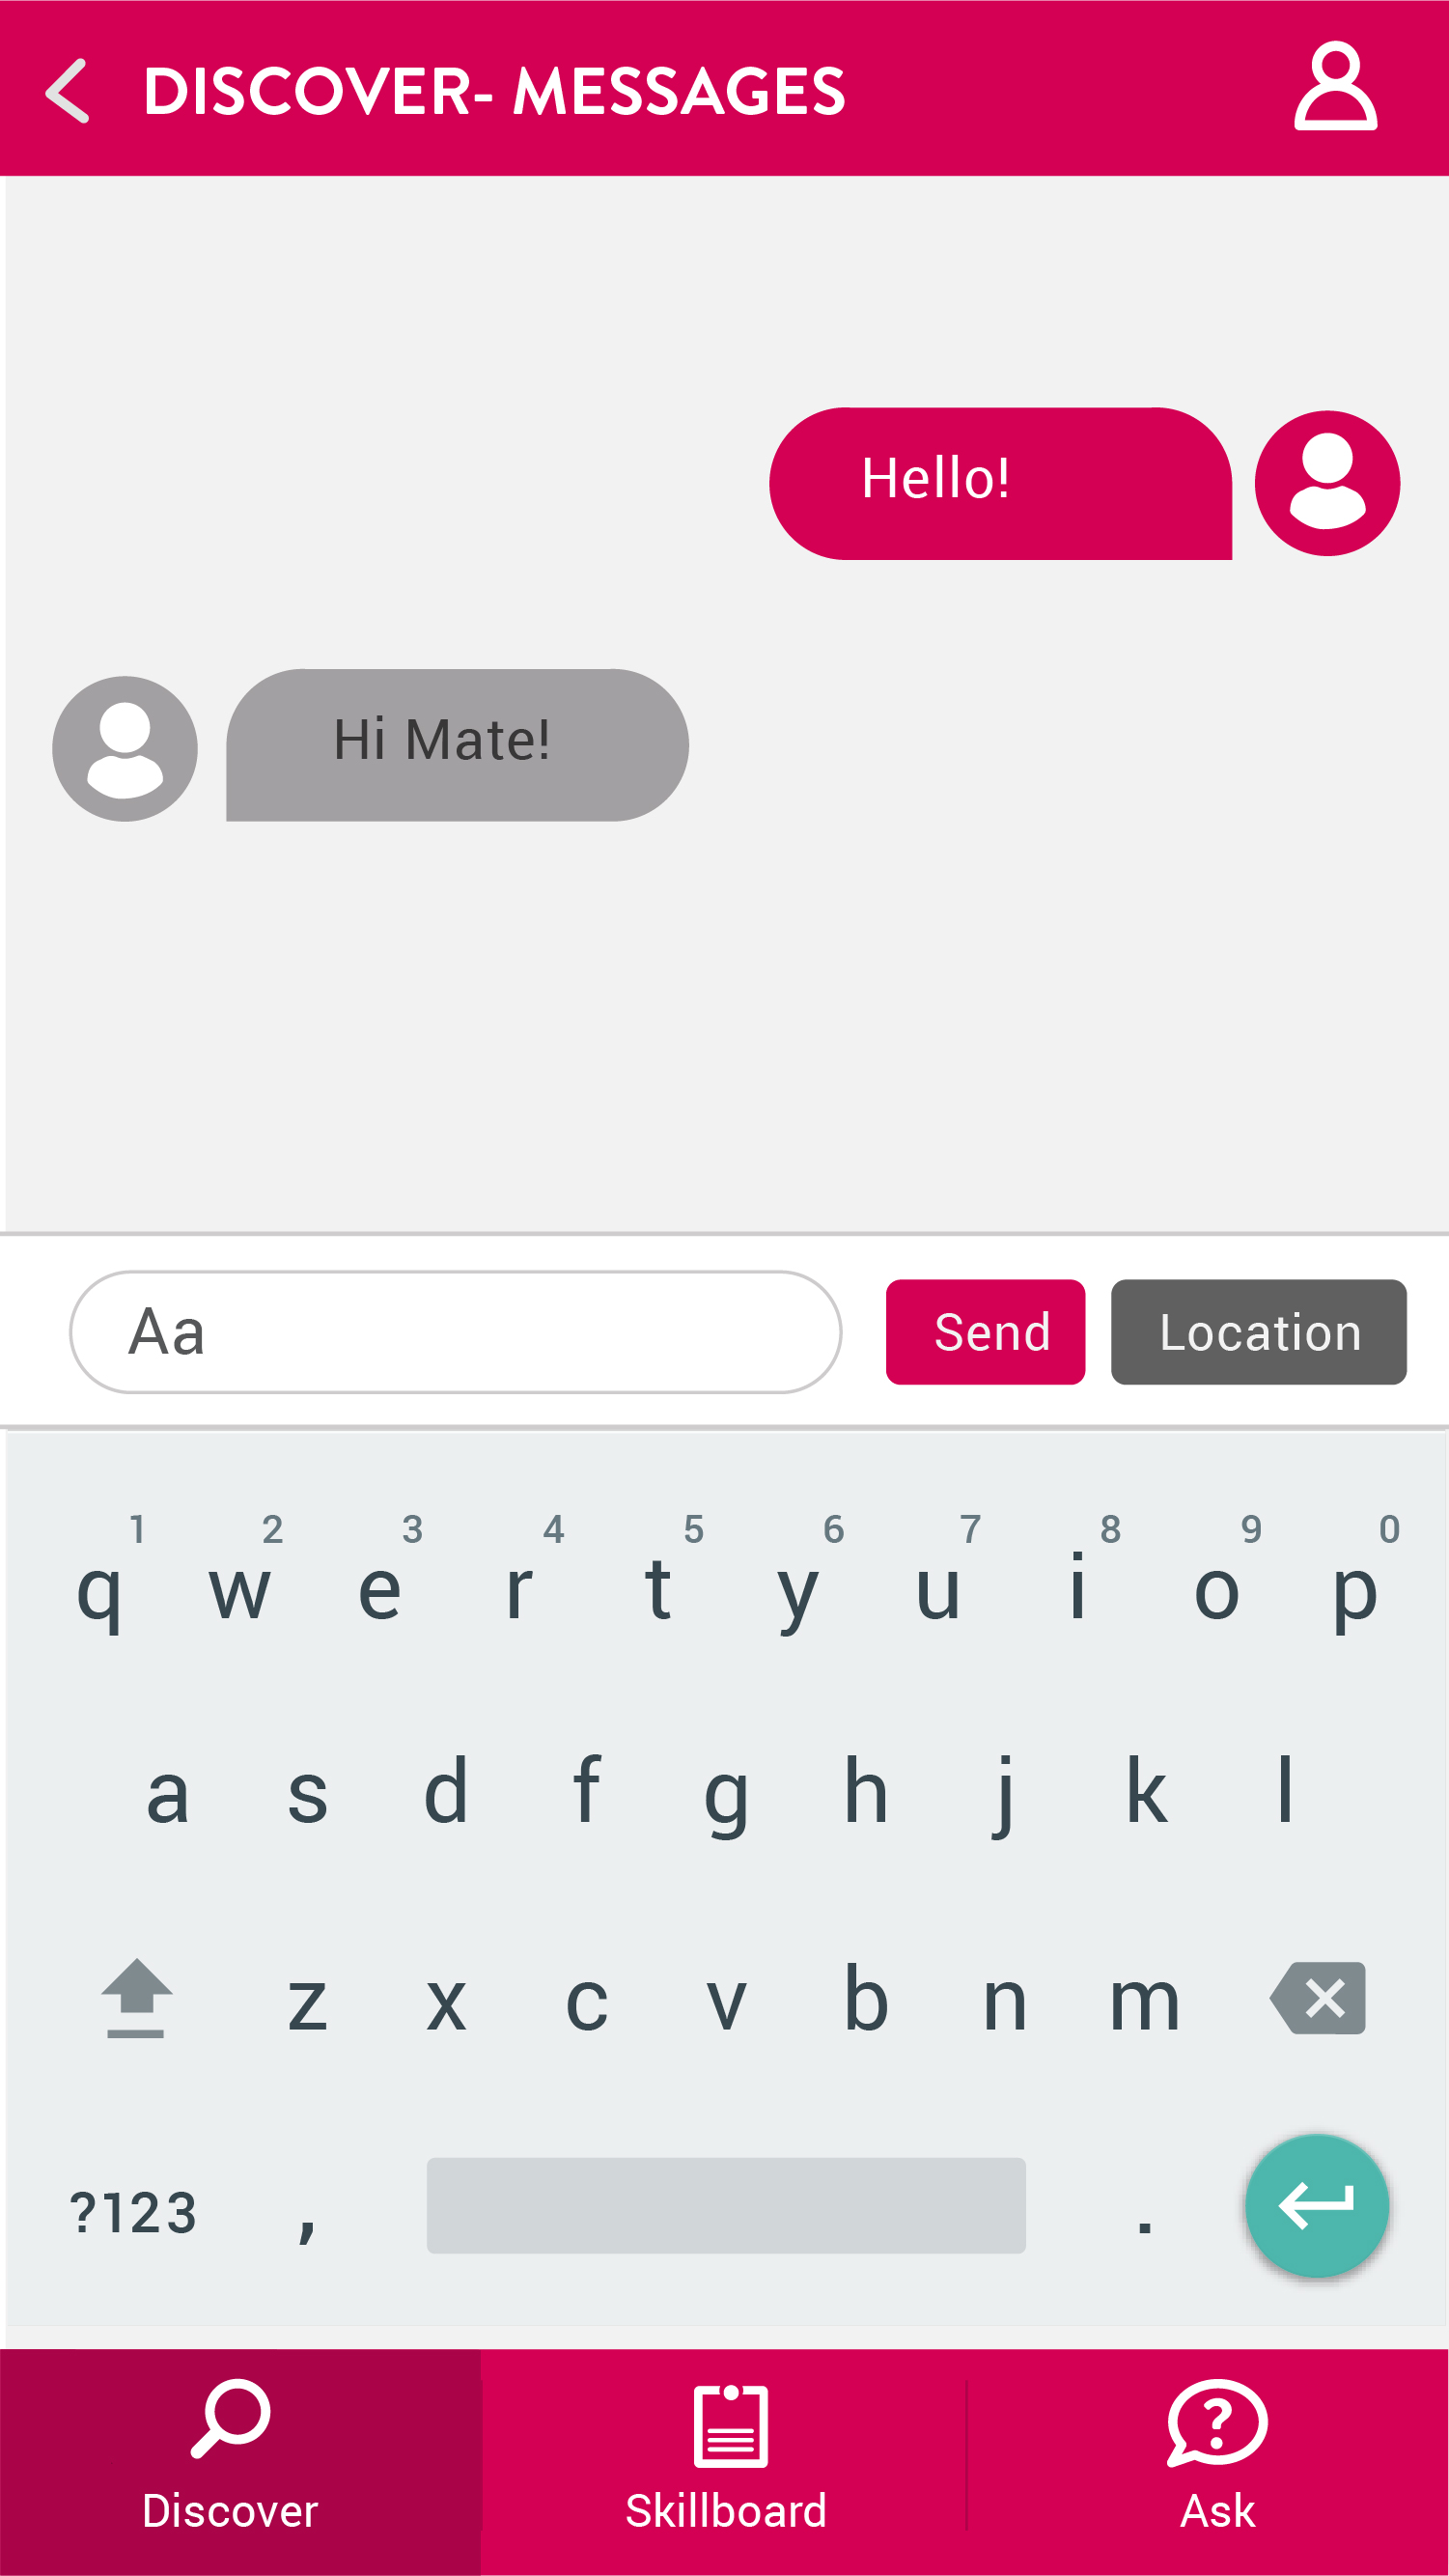 DISCOVER- MESSAGES
Hello!
Hi Mate!
Aa Send Location
1 2 3 4 5 6 7 8 9 0
q w e r t y u i o p
a s d f g h j k l
z x c v b n m
?123 , .
Discover Skillboard Ask